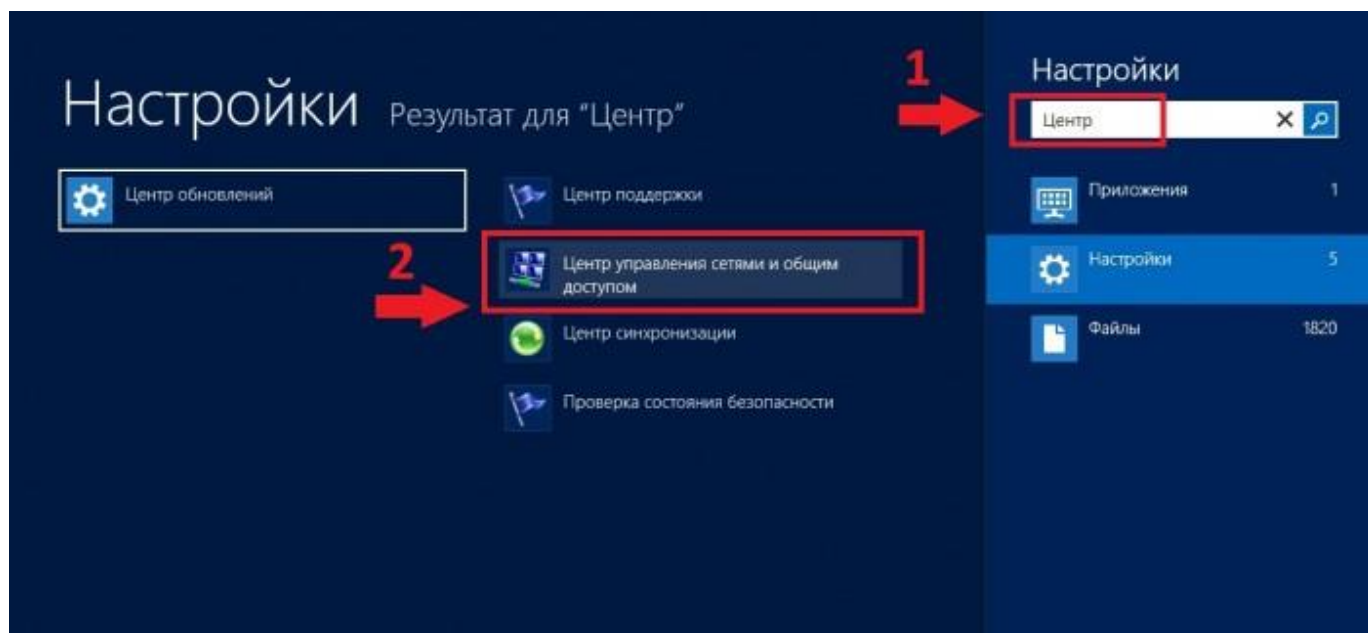 Настройки Результат для "Центр"
Центр обновлений
Центр поддержки
Центр управления сетями и общим
доступом
Центр синхронизации
Проверка состояния безопасности
2
1
Настройки
Центр
Приложения 1
Настройки 5
Файлы 1820